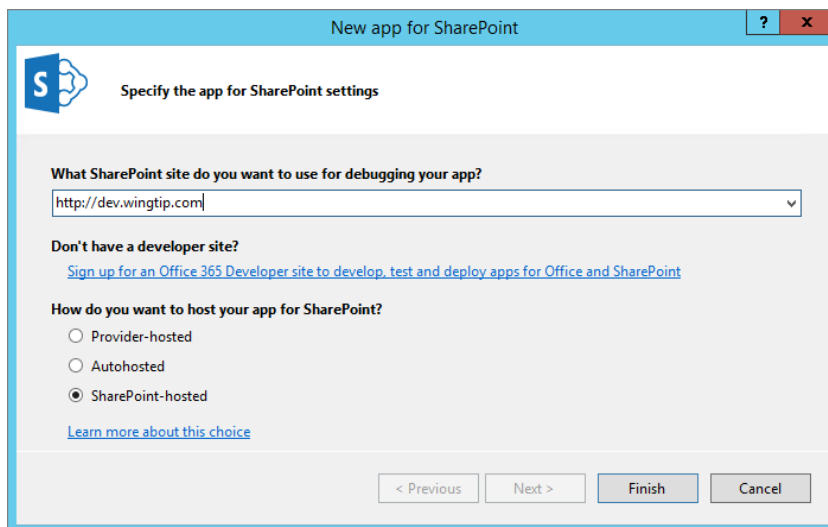 New app for SharePoint
? x
S
Specify the app for SharePoint settings
What SharePoint site do you want to use for debugging your app?
http://dev.wingtip.com
Don't have a developer site?
Sign up for an Office 365 Developer site to develop, test and deploy apps for Office and SharePoint
How do you want to host your app for SharePoint?
Provider-hosted
Autohosted
SharePoint-hosted
Learn more about this choice
< Previous Next > Finish Cancel